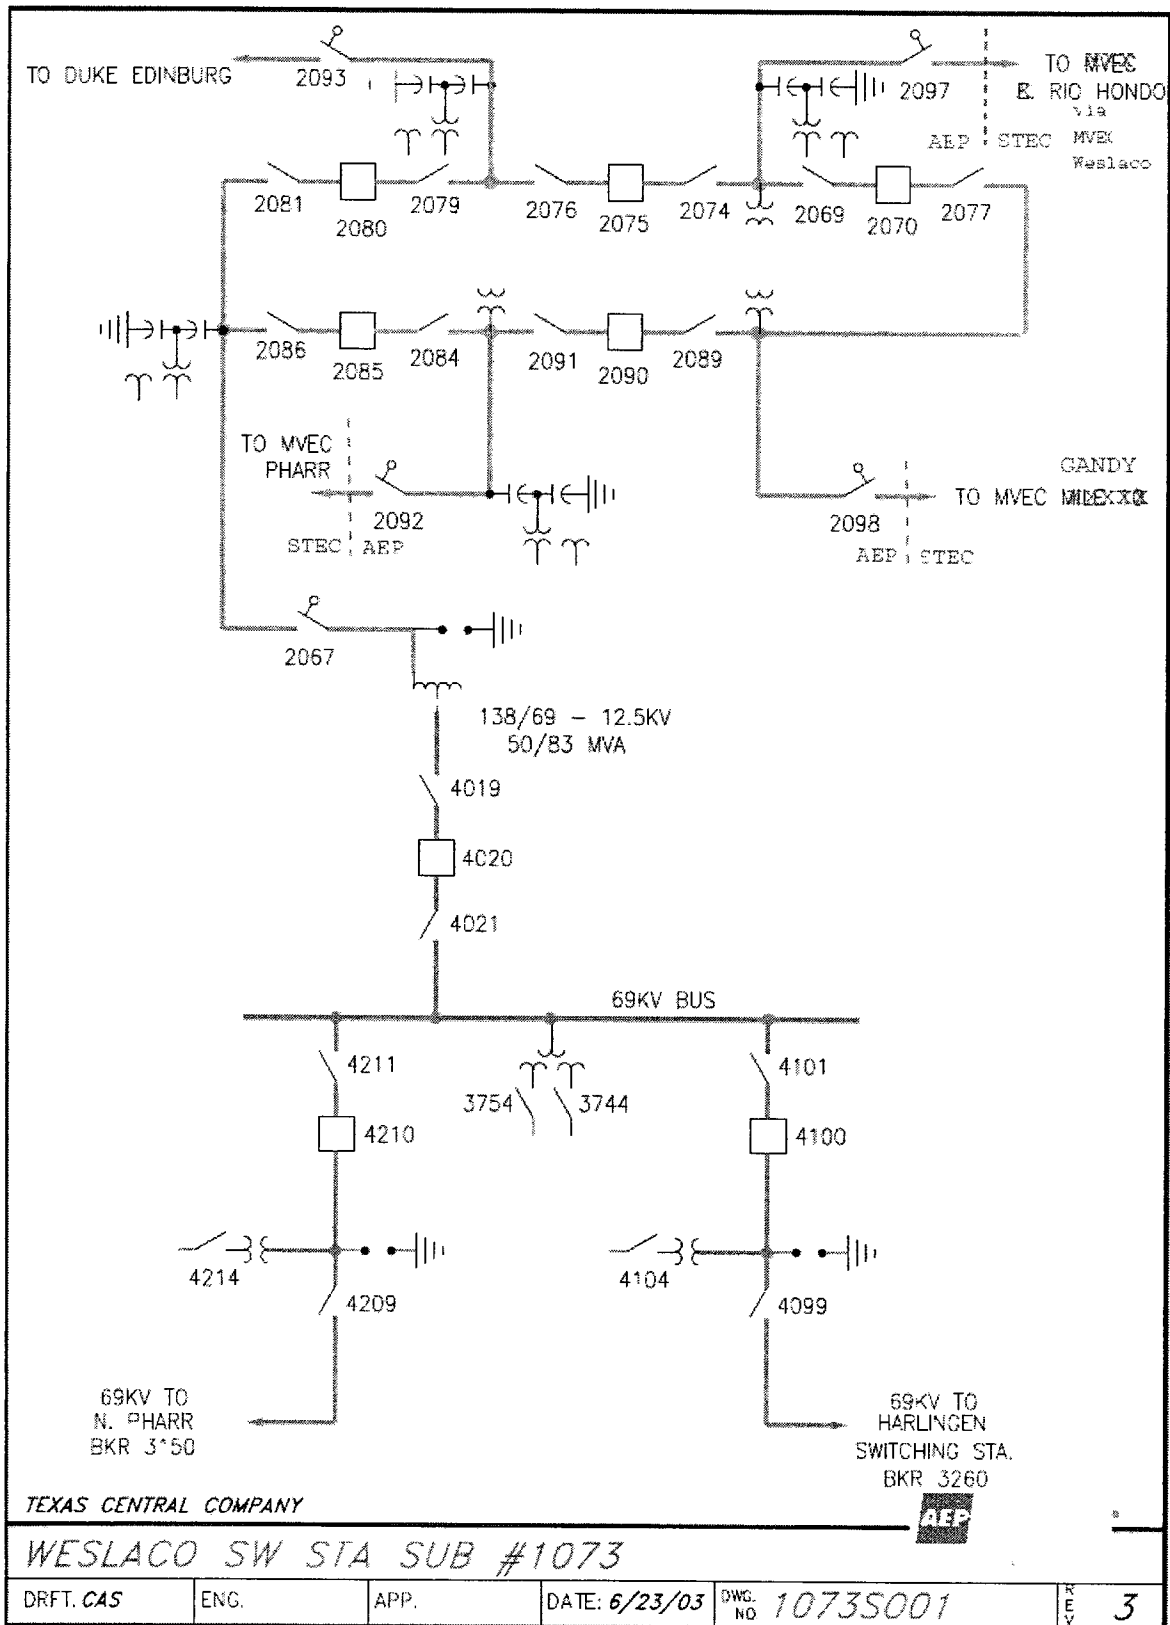 TO DUKE EDINBURG
2093
2097
TO MVEC
& RIO HONDO
via
MVEC
Weslaco
AEP
STEC
2081
2080
2079
2076
2075
2074
2069
2070
2077
2086
2085
2084
2091
2090
2089
TO MVEC
PHARR
2092
STEC
AEP
GANDY
TO MVEC
2098
AEP
STEC
2067
138/69 - 12.5KV
50/83 MVA
4019
4020
4021
69KV BUS
4211
3754
3744
4101
4210
4100
4214
4209
4104
4099
69KV TO
N. PHARR
BKR 3150
69KV TO
HARLINGEN
SWITCHING STA.
BKR 3260
TEXAS CENTRAL COMPANY
AEP
WESLACO SW STA SUB #1073
DRFT. CAS
ENG.
APP.
DATE: 6/23/03
DWG. NO 1073S001
REV 3